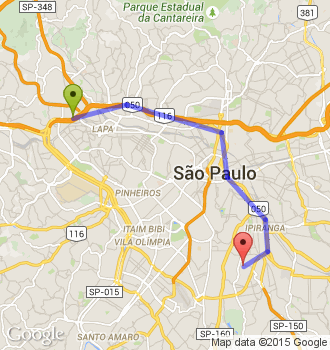 SP-348
Parque Estadual
da Cantareira
381
050
116
LAPA
São Paulo
PINHEIROS
050
ITAIM BIBI
IPIRANGA
116
VILA OLIMPIA
SP-015
SP-150
SANTO AMARO
SP-160
Google
Map data ©2015 Google